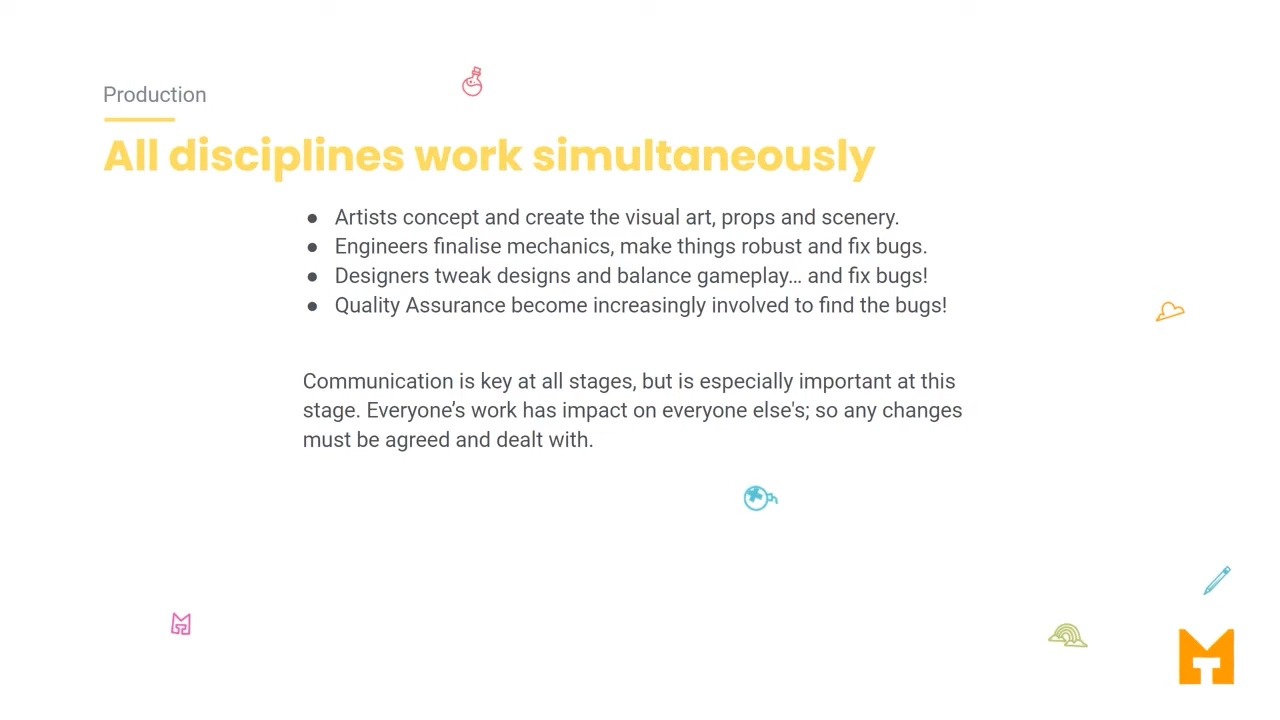 Production
All disciplines work simultaneously
● Artists concept and create the visual art, props and scenery.
● Engineers finalise mechanics, make things robust and fix bugs.
● Designers tweak designs and balance gameplay… and fix bugs!
● Quality Assurance become increasingly involved to find the bugs!
Communication is key at all stages, but is especially important at this
stage. Everyone’s work has impact on everyone else's; so any changes
must be agreed and dealt with.